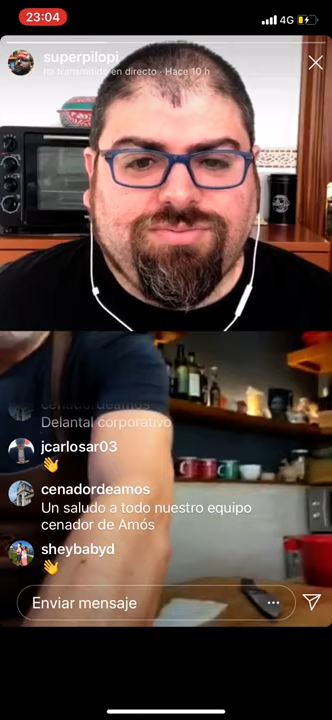 23:04
4G
superpilopi
ha transmitido en directo · Hace 10 h
cenadordeamos
Delantal corporativo
jcarlosar03
👋
cenadordeamos
Un saludo a todo nuestro equipo
cenador de Amós
sheybabyd
👋
Enviar mensaje